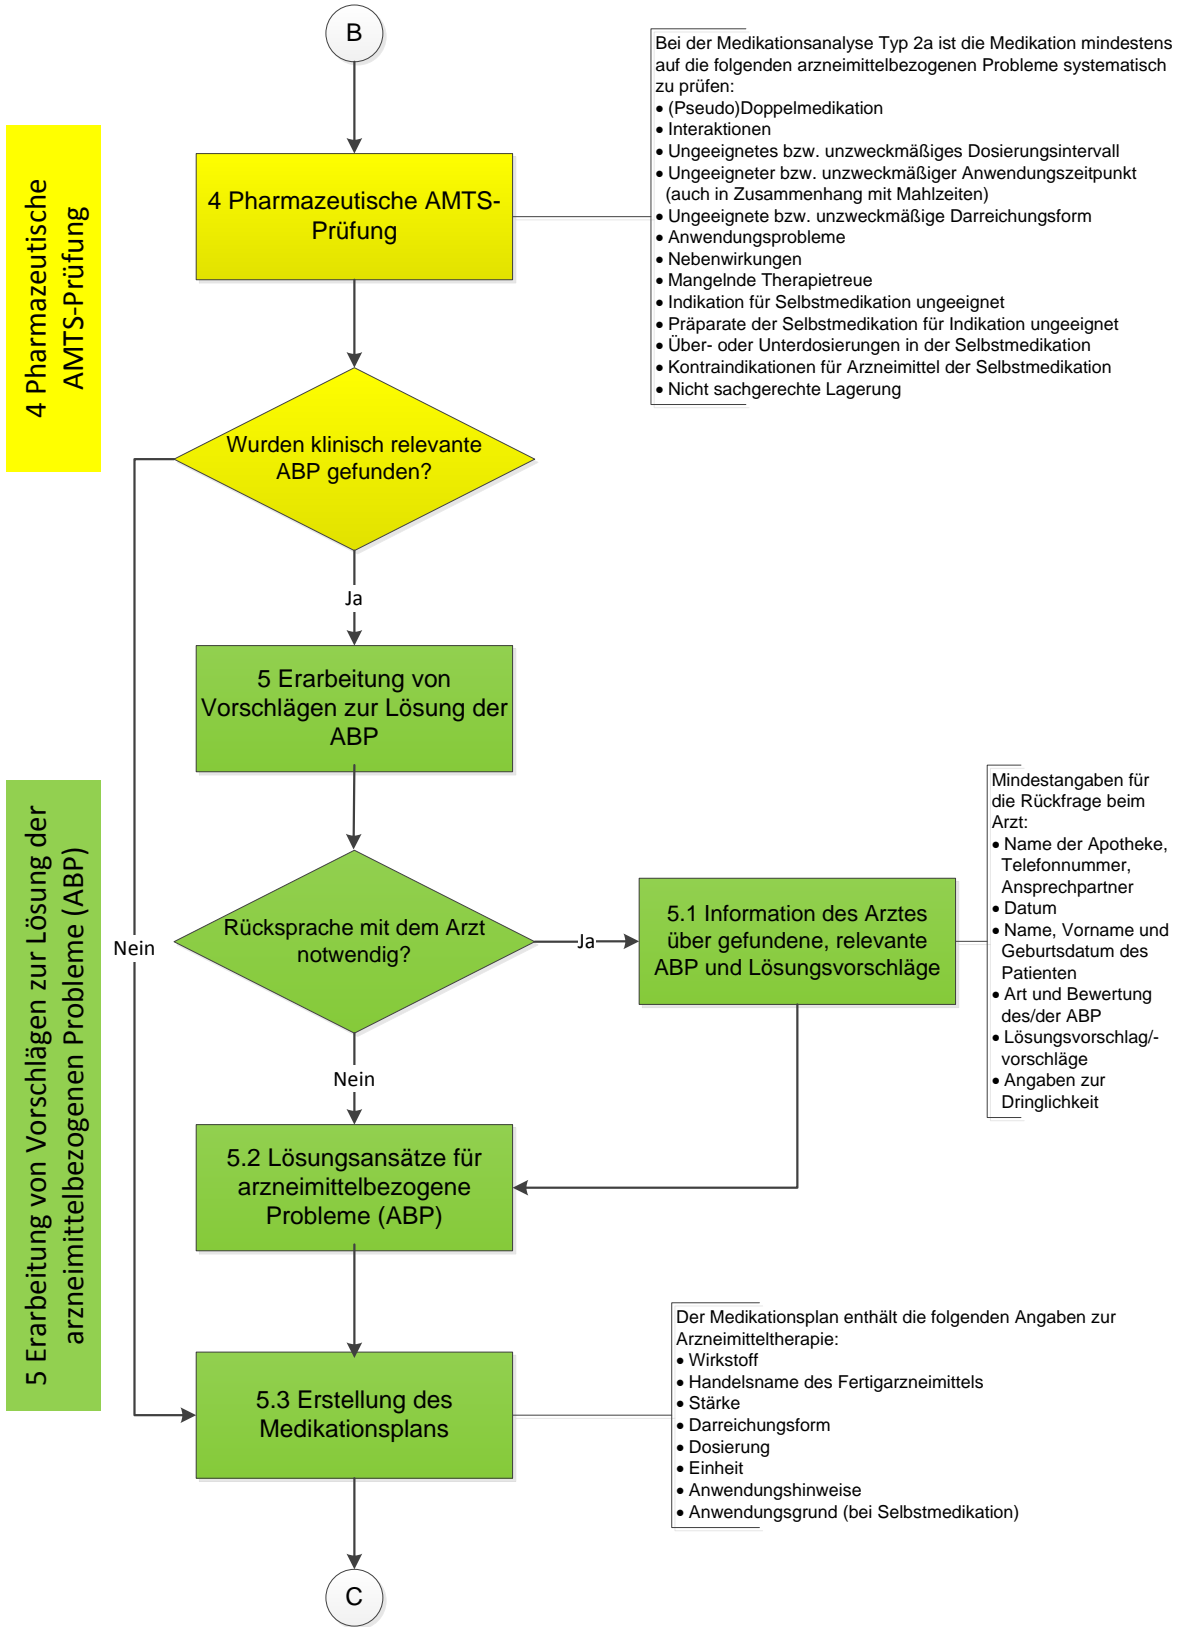 B
Bei der Medikationsanalyse Typ 2a ist die Medikation mindestens
auf die folgenden arzneimittelbezogenen Probleme systematisch
zu prüfen:
• (Pseudo)Doppelmedikation
• Interaktionen
• Ungeeignetes bzw. unzweckmäßiges Dosierungsintervall
• Ungeeigneter bzw. unzweckmäßiger Anwendungszeitpunkt
(auch in Zusammenhang mit Mahlzeiten)
• Ungeeignete bzw. unzweckmäßige Darreichungsform
• Anwendungsprobleme
• Nebenwirkungen
• Mangelnde Therapietreue
• Indikation für Selbstmedikation ungeeignet
• Präparate der Selbstmedikation für Indikation ungeeignet
• Über- oder Unterdosierungen in der Selbstmedikation
• Kontraindikationen für Arzneimittel der Selbstmedikation
• Nicht sachgerechte Lagerung
4 Pharmazeutische
AMTS-Prüfung
4 Pharmazeutische AMTS-
Prüfung
Wurden klinisch relevante
ABP gefunden?
Ja
5 Erarbeitung von
Vorschlägen zur Lösung der
ABP
5 Erarbeitung von Vorschlägen zur Lösung der
arzneimittelbezogenen Probleme (ABP)
Nein
Rücksprache mit dem Arzt
notwendig?
Ja
5.1 Information des Arztes
über gefundene, relevante
ABP und Lösungsvorschläge
Mindestangaben für
die Rückfrage beim
Arzt:
• Name der Apotheke,
Telefonnummer,
Ansprechpartner
• Datum
• Name, Vorname und
Geburtsdatum des
Patienten
• Art und Bewertung
des/der ABP
• Lösungsvorschlag/-
vorschläge
• Angaben zur
Dringlichkeit
Nein
5.2 Lösungsansätze für
arzneimittelbezogene
Probleme (ABP)
5.3 Erstellung des
Medikationsplans
Der Medikationsplan enthält die folgenden Angaben zur
Arzneimitteltherapie:
• Wirkstoff
• Handelsname des Fertigarzneimittels
• Stärke
• Darreichungsform
• Dosierung
• Einheit
• Anwendungshinweise
• Anwendungsgrund (bei Selbstmedikation)
C